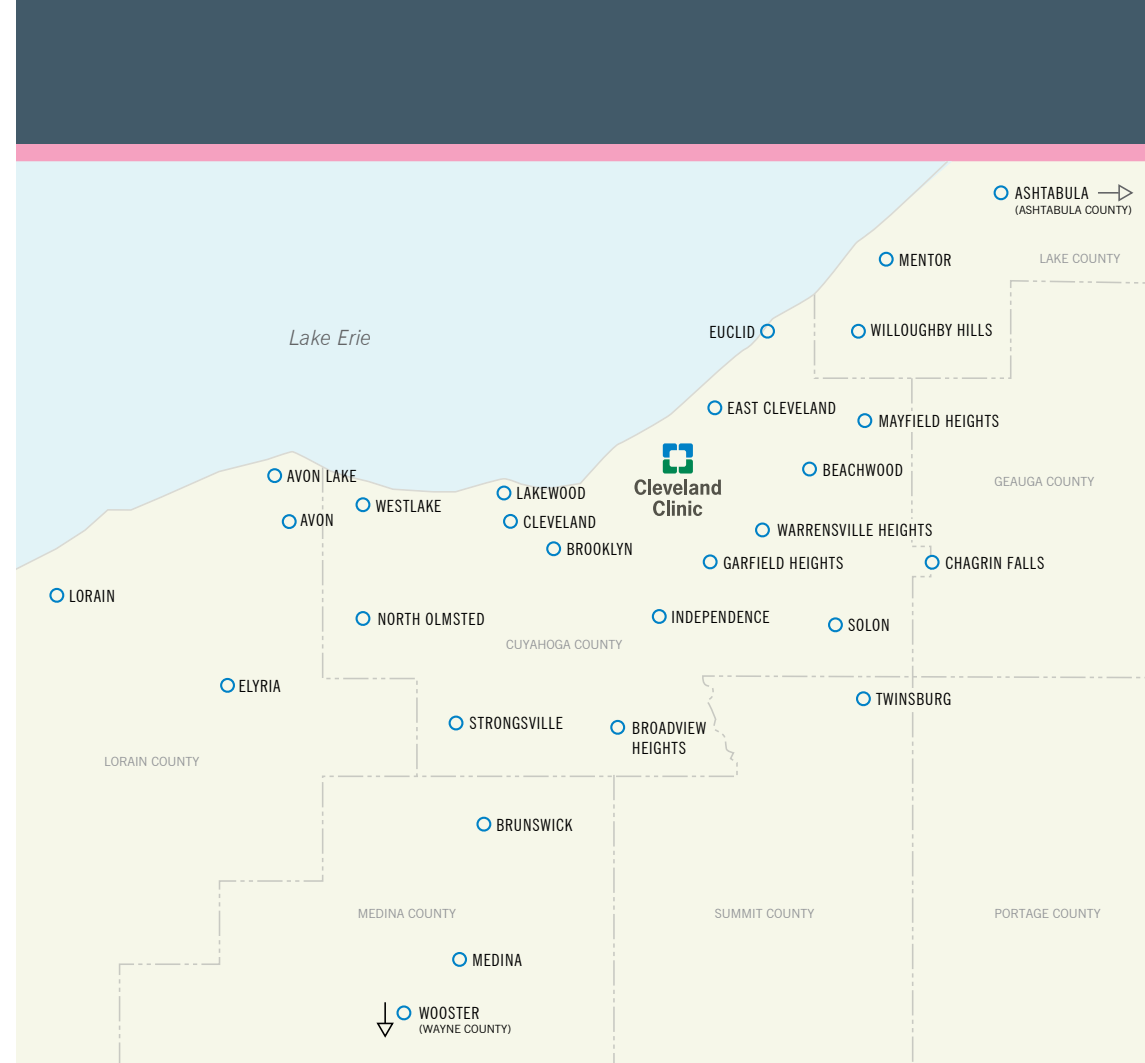 ASHTABULA
(ASHTABULA COUNTY)
MENTOR
LAKE COUNTY
Lake Erie
EUCLID
WILLOUGHBY HILLS
EAST CLEVELAND
MAYFIELD HEIGHTS
BEACHWOOD
AVON LAKE
Cleveland
Clinic
GEAUGA COUNTY
LAKEWOOD
WESTLAKE
AVON
CLEVELAND
WARRENSVILLE HEIGHTS
BROOKLYN
GARFIELD HEIGHTS
CHAGRIN FALLS
LORAIN
NORTH OLMSTED
INDEPENDENCE
SOLON
CUYAHOGA COUNTY
ELYRIA
TWINSBURG
STRONGSVILLE
BROADVIEW
HEIGHTS
LORAIN COUNTY
BRUNSWICK
MEDINA COUNTY
SUMMIT COUNTY
PORTAGE COUNTY
MEDINA
WOOSTER
(WAYNE COUNTY)